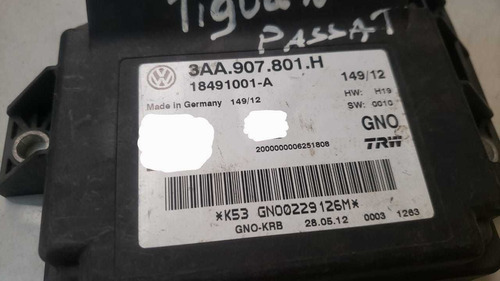 Tiguan
PASSAT
3AA.907.801.H
18491001-A
149/12
Made in Germany 149/12
HW: H19
SW: 0010
GNO
TRW
2000000006251808
*K53 GNO0229126M*
GNO-KRB 28.05.12 0003 1263